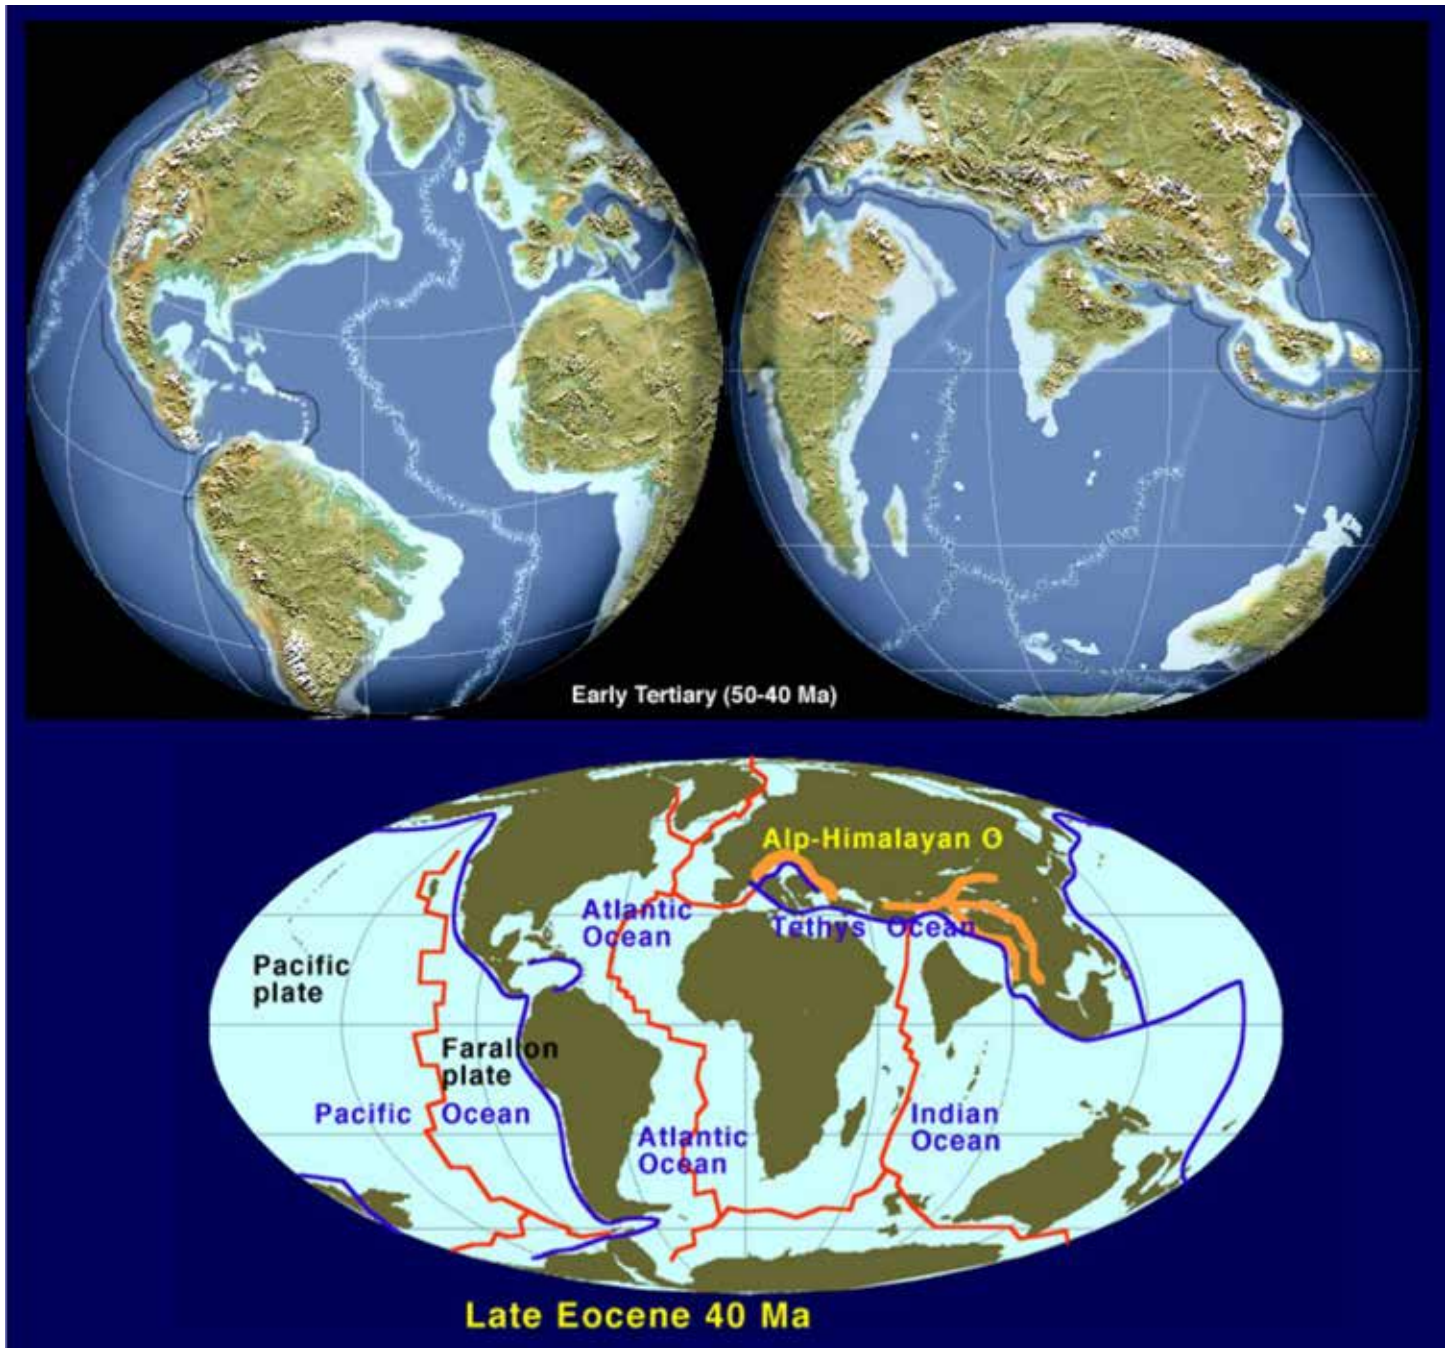 Early Tertiary (50-40 Ma)
Alp-Himalayan O
Atlantic
Ocean
Tethys Ocean
Pacific
plate
Farallon
plate
Pacific Ocean
Atlantic
Ocean
Indian
Ocean
Late Eocene 40 Ma